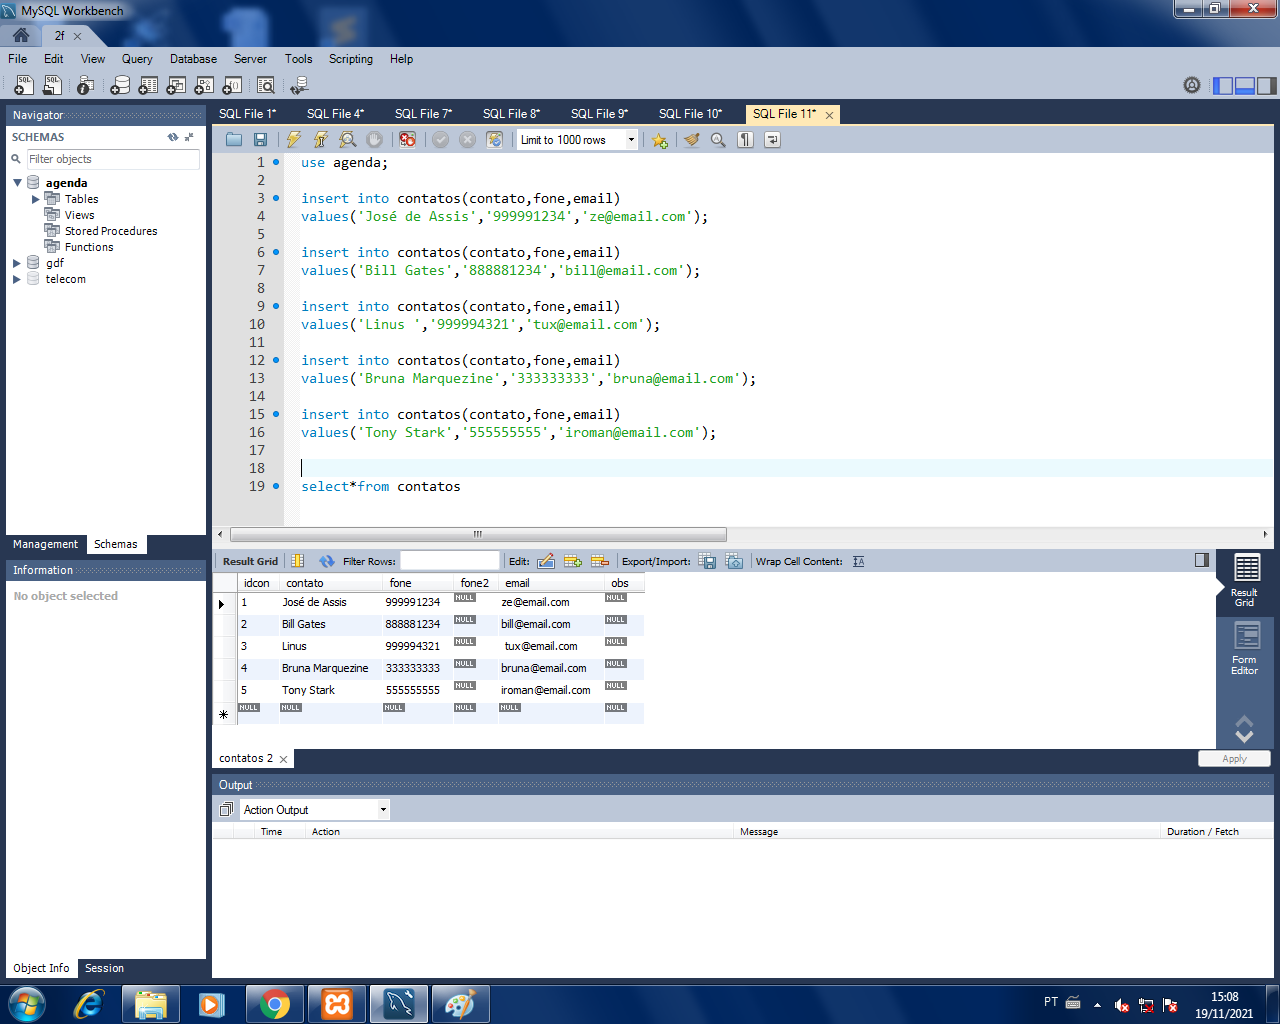 MySQL Workbench
2f
File Edit View Query Database Server Tools Scripting Help
Navigator
SCHEMAS
Filter objects
agenda
Tables
Views
Stored Procedures
Functions
gdf
telecom
Management Schemas
Information
No object selected
Object Info Session
SQL File 1* SQL File 4* SQL File 7* SQL File 8* SQL File 9* SQL File 10* SQL File 11*
Limit to 1000 rows
1 use agenda;
2
3 insert into contatos(contato,fone,email)
4 values('José de Assis','999991234','ze@email.com');
5
6 insert into contatos(contato,fone,email)
7 values('Bill Gates','888881234','bill@email.com');
8
9 insert into contatos(contato,fone,email)
10 values('Linus ','999994321','tux@email.com');
11
12 insert into contatos(contato,fone,email)
13 values('Bruna Marquezine','333333333','bruna@email.com');
14
15 insert into contatos(contato,fone,email)
16 values('Tony Stark','555555555','iroman@email.com');
17
18
19 select*from contatos
Result Grid Filter Rows: Edit: Export/Import: Wrap Cell Content:
idcon contato fone fone2 email obs
1 José de Assis 999991234 NULL ze@email.com NULL
2 Bill Gates 888881234 NULL bill@email.com NULL
3 Linus 999994321 NULL tux@email.com NULL
4 Bruna Marquezine 333333333 NULL bruna@email.com NULL
5 Tony Stark 555555555 NULL iroman@email.com NULL
NULL NULL NULL NULL NULL NULL
Result
Grid
Form
Editor
contatos 2
Apply
Output
Action Output
Time Action Message Duration / Fetch
PT
15:08
19/11/2021